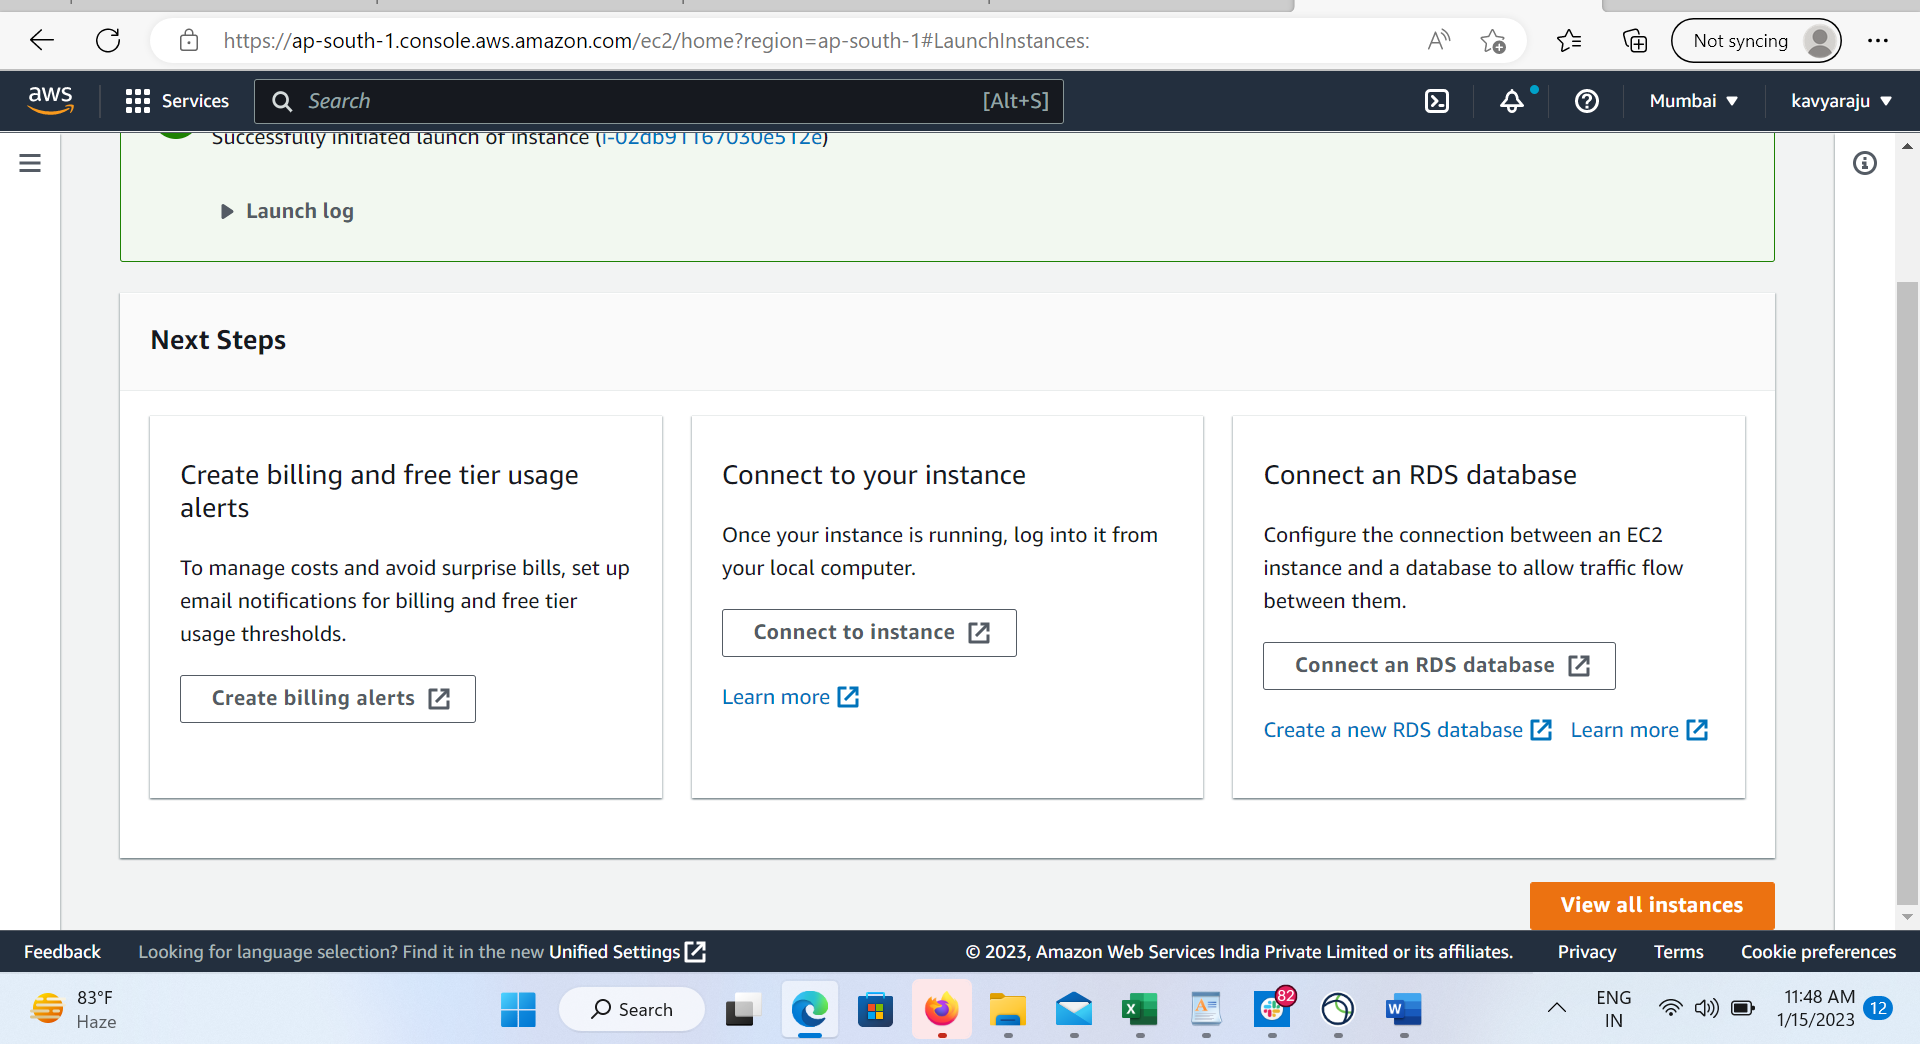 https://ap-south-1.console.aws.amazon.com/ec2/home?region=ap-south-1#LaunchInstances:
Not syncing
aws
Services
Search
[Alt+S]
Mumbai
kavyaraju
Successfully initiated launch of instance (i-02db91167030e512e)
Launch log
Next Steps
Create billing and free tier usage
alerts
To manage costs and avoid surprise bills, set up
email notifications for billing and free tier
usage thresholds.
Create billing alerts
Connect to your instance
Once your instance is running, log into it from
your local computer.
Connect to instance
Learn more
Connect an RDS database
Configure the connection between an EC2
instance and a database to allow traffic flow
between them.
Connect an RDS database
Create a new RDS database
Learn more
View all instances
Feedback
Looking for language selection? Find it in the new Unified Settings
© 2023, Amazon Web Services India Private Limited or its affiliates.
Privacy
Terms
Cookie preferences
83°F
Haze
Search
82
ENG
IN
11:48 AM
1/15/2023
12